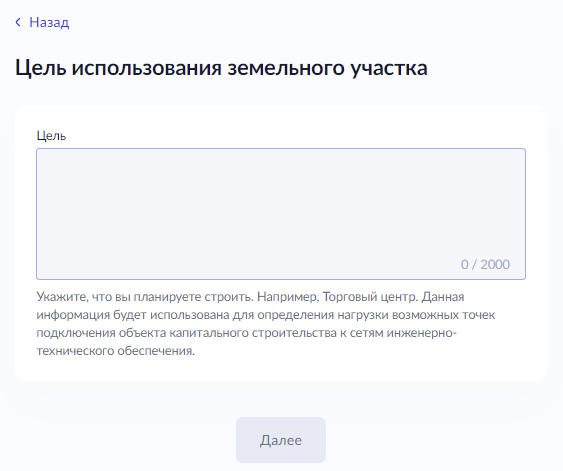 Назад
Цель использования земельного участка
Цель
0 / 2000
Укажите, что вы планируете строить. Например, Торговый центр. Данная
информация будет использована для определения нагрузки возможных точек
подключения объекта капитального строительства к сетям инженерно-
технического обеспечения.
Далее